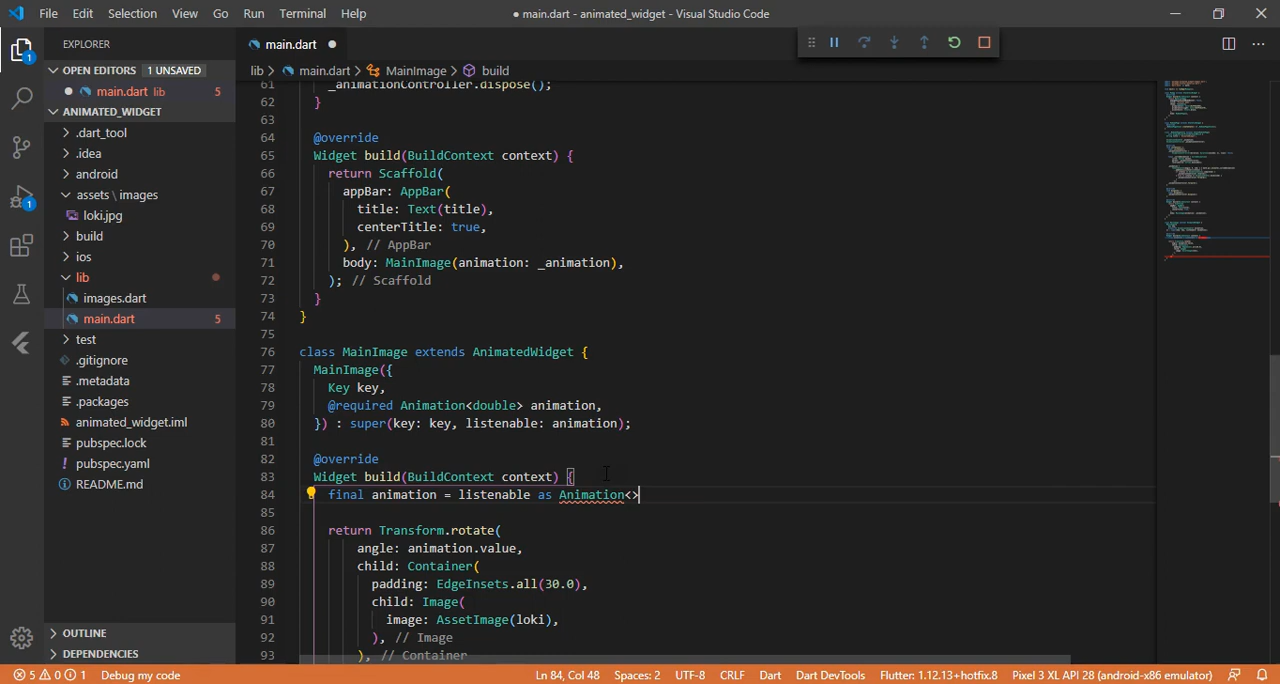 File Edit Selection View Go Run Terminal Help
● main.dart - animated_widget - Visual Studio Code
EXPLORER
main.dart
OPEN EDITORS 1 UNSAVED
main.dart lib 5
ANIMATED_WIDGET
.dart_tool
.idea
android
assets \ images
loki.jpg
build
ios
lib
images.dart
main.dart 5
test
.gitignore
.metadata
.packages
animated_widget.iml
pubspec.lock
pubspec.yaml
README.md
OUTLINE
DEPENDENCIES
1
1
lib > main.dart > MainImage > build
61 _animationController.dispose();
62 }
63
64 @override
65 Widget build(BuildContext context) {
66 return Scaffold(
67 appBar: AppBar(
68 title: Text(title),
69 centerTitle: true,
70 ), // AppBar
71 body: MainImage(animation: _animation),
72 ); // Scaffold
73 }
74 }
75
76 class MainImage extends AnimatedWidget {
77 MainImage({
78 Key key,
79 @required Animation<double> animation,
80 }) : super(key: key, listenable: animation);
81
82 @override
83 Widget build(BuildContext context) {
84 final animation = listenable as Animation<>
85
86 return Transform.rotate(
87 angle: animation.value,
88 child: Container(
89 padding: EdgeInsets.all(30.0),
90 child: Image(
91 image: AssetImage(loki),
92 ), // Image
93 ), // Container
5 0 1 Debug my code
Ln 84, Col 48 Spaces: 2 UTF-8 CRLF Dart Dart DevTools Flutter: 1.12.13+hotfix.8 Pixel 3 XL API 28 (android-x86 emulator)